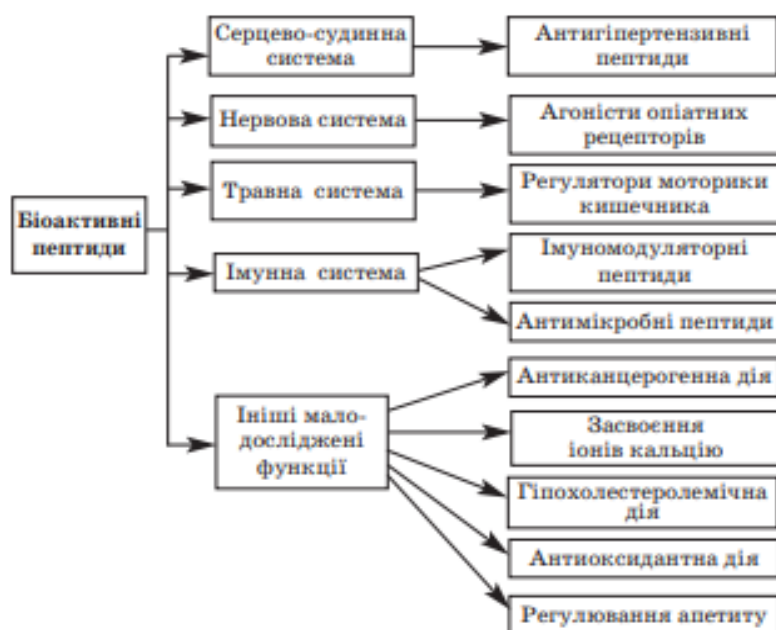 Серцево-судинна
система
Антигіпертензивні
пептиди
Нервова система
Агоністи опіатних
рецепторів
Травна система
Регулятори моторики
кишечника
Біоактивні
пептиди
Імунна система
Імуномодуляторні
пептиди
Антимікробні пептиди
Ініші мало-
досліджені
функції
Антиканцерогенна дія
Засвоєння
іонів кальцію
Гіпохолестеролемічна
дія
Антиоксидантна дія
Регулювання апетиту